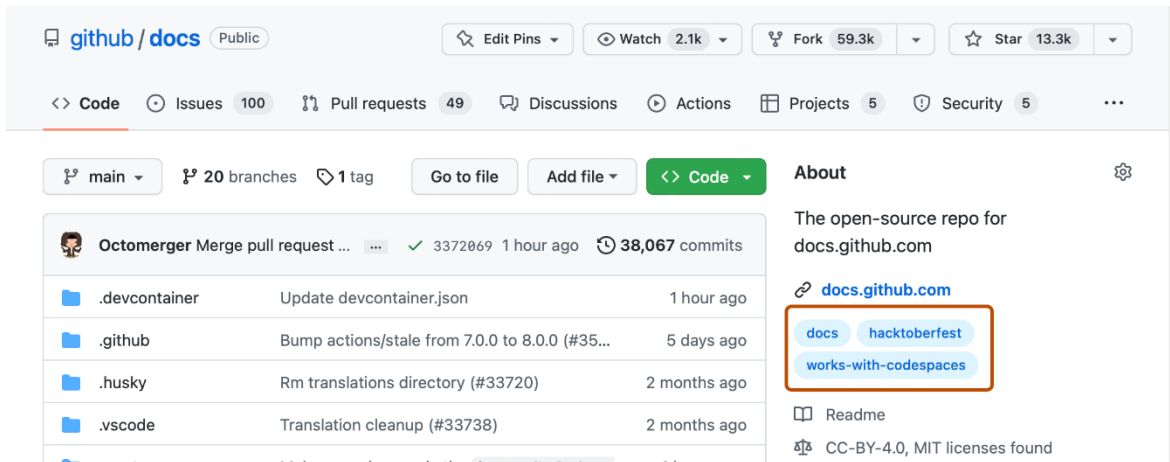 github / docs Public
Edit Pins
Watch 2.1k
Fork 59.3k
Star 13.3k
Code
Issues 100
Pull requests 49
Discussions
Actions
Projects 5
Security 5
...
main
20 branches
1 tag
Go to file
Add file
Code
Octomerger Merge pull request ... ... 3372069 1 hour ago 38,067 commits
.devcontainer Update devcontainer.json 1 hour ago
.github Bump actions/stale from 7.0.0 to 8.0.0 (#35... 5 days ago
.husky Rm translations directory (#33720) 2 months ago
.vscode Translation cleanup (#33738) 2 months ago
About
The open-source repo for
docs.github.com
docs.github.com
docs hacktoberfest
works-with-codespaces
Readme
CC-BY-4.0, MIT licenses found